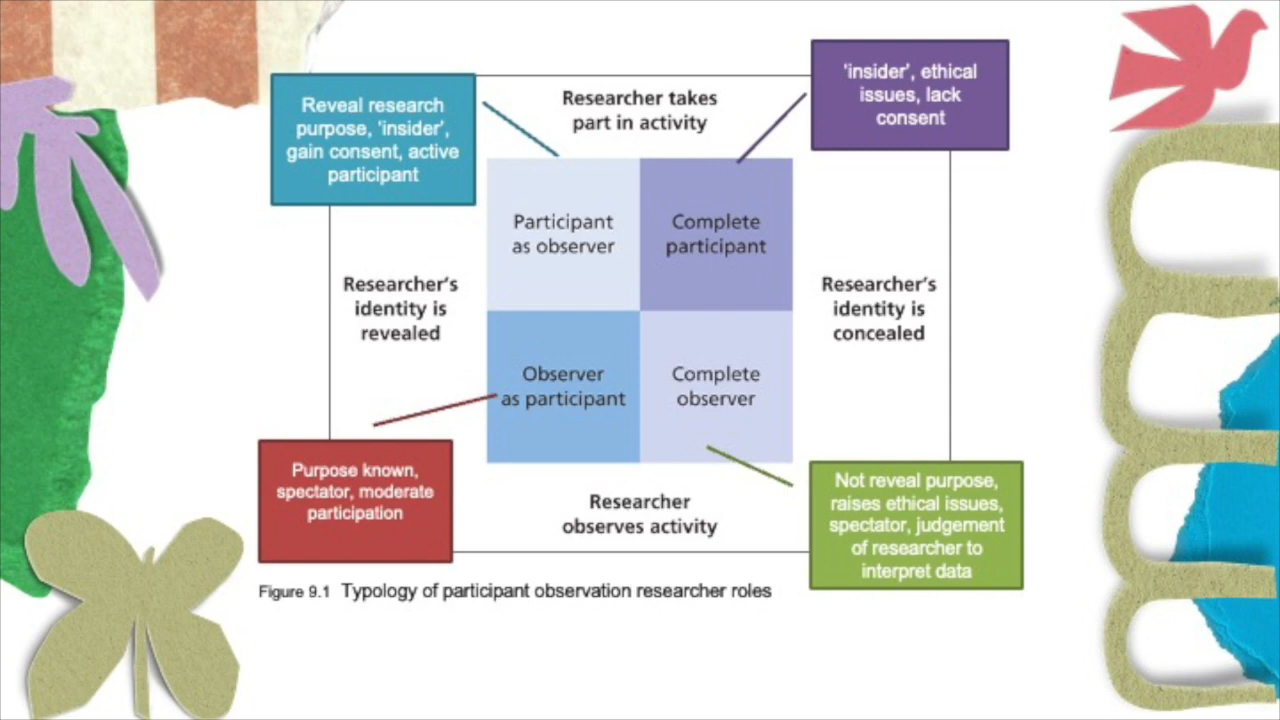 Reveal research
purpose, 'insider',
gain consent, active
participant
Researcher takes
part in activity
'insider', ethical
issues, lack
consent
Participant
as observer
Complete
participant
Researcher's
identity is
revealed
Researcher's
identity is
concealed
Observer
as participant
Complete
observer
Purpose known,
spectator, moderate
participation
Researcher
observes activity
Not reveal purpose,
raises ethical issues,
spectator, judgement
of researcher to
interpret data
Figure 9.1 Typology of participant observation researcher roles